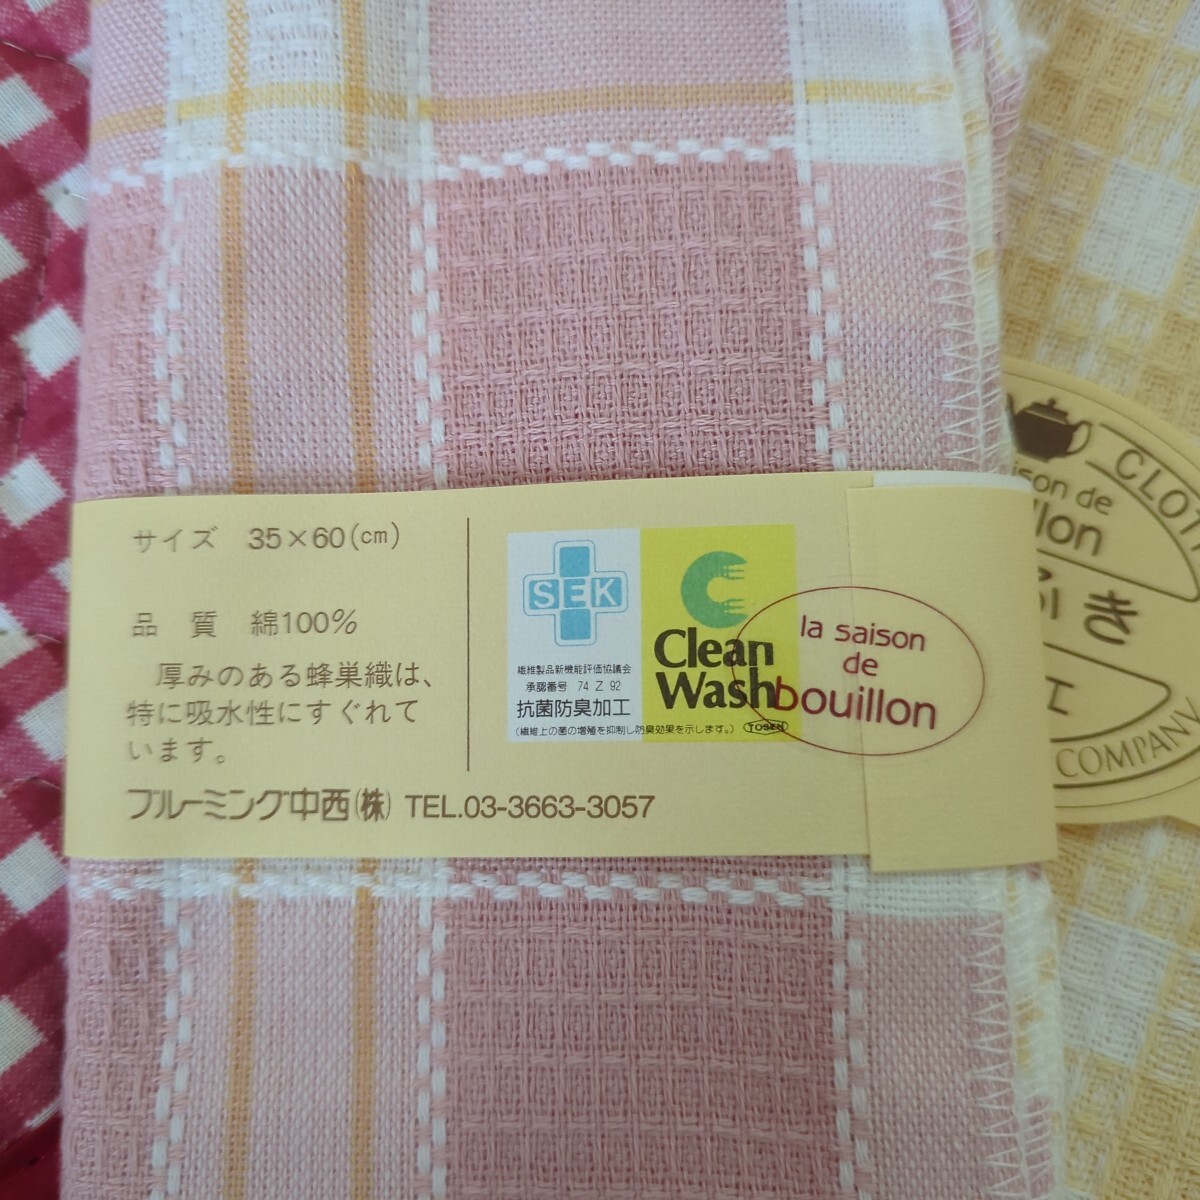 サイズ 35×60(cm)
品 質 綿100%
厚みのある蜂巣織は、
特に吸水性にすぐれて
います。
ブルーミング中西(株) TEL.03-3663-3057
SEK
繊維製品新機能評価協議会
承認番号 74 Z 92
抗菌防臭加工
(繊維上の菌の増殖を抑制し防臭効果を示します。)
Clean
Wash
TOSEN
la saison
de
bouillon
de
き
COMPANY